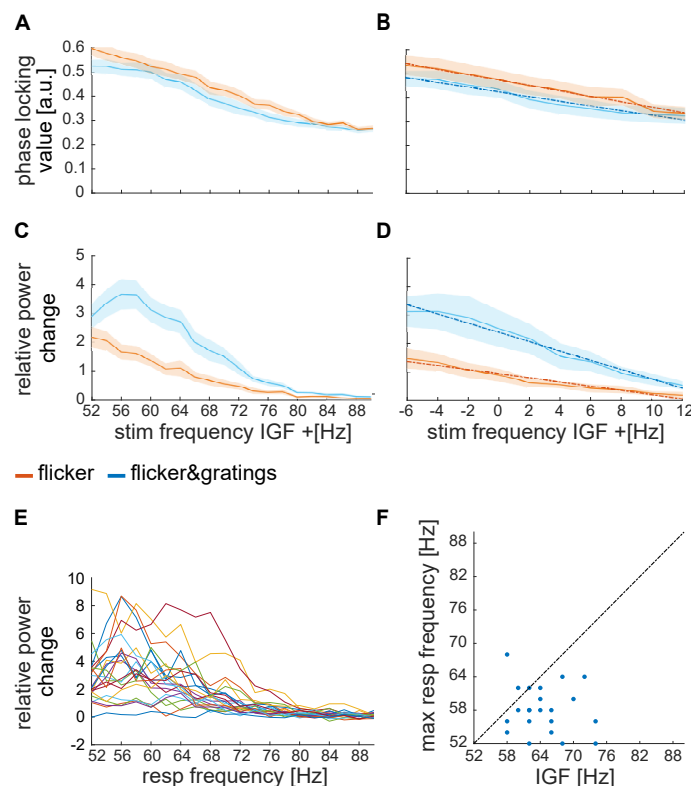 A
B
phase locking
value [a.u.]
0.6
0.5
0.4
0.3
0.2
0.1
0
C
D
relative power
change
5
4
3
2
1
0
52 56 60 64 68 72 76 80 84 88
stim frequency IGF +[Hz]
-6 -4 -2 0 2 4 6 8 10 12
stim frequency IGF +[Hz]
flicker flicker&gratings
E
relative power
change
10
8
6
4
2
0
-2
52 56 60 64 68 72 76 80 84 88
resp frequency [Hz]
F
max resp frequency [Hz]
88
82
76
70
64
58
52
52 58 64 70 76 82 88
IGF [Hz]